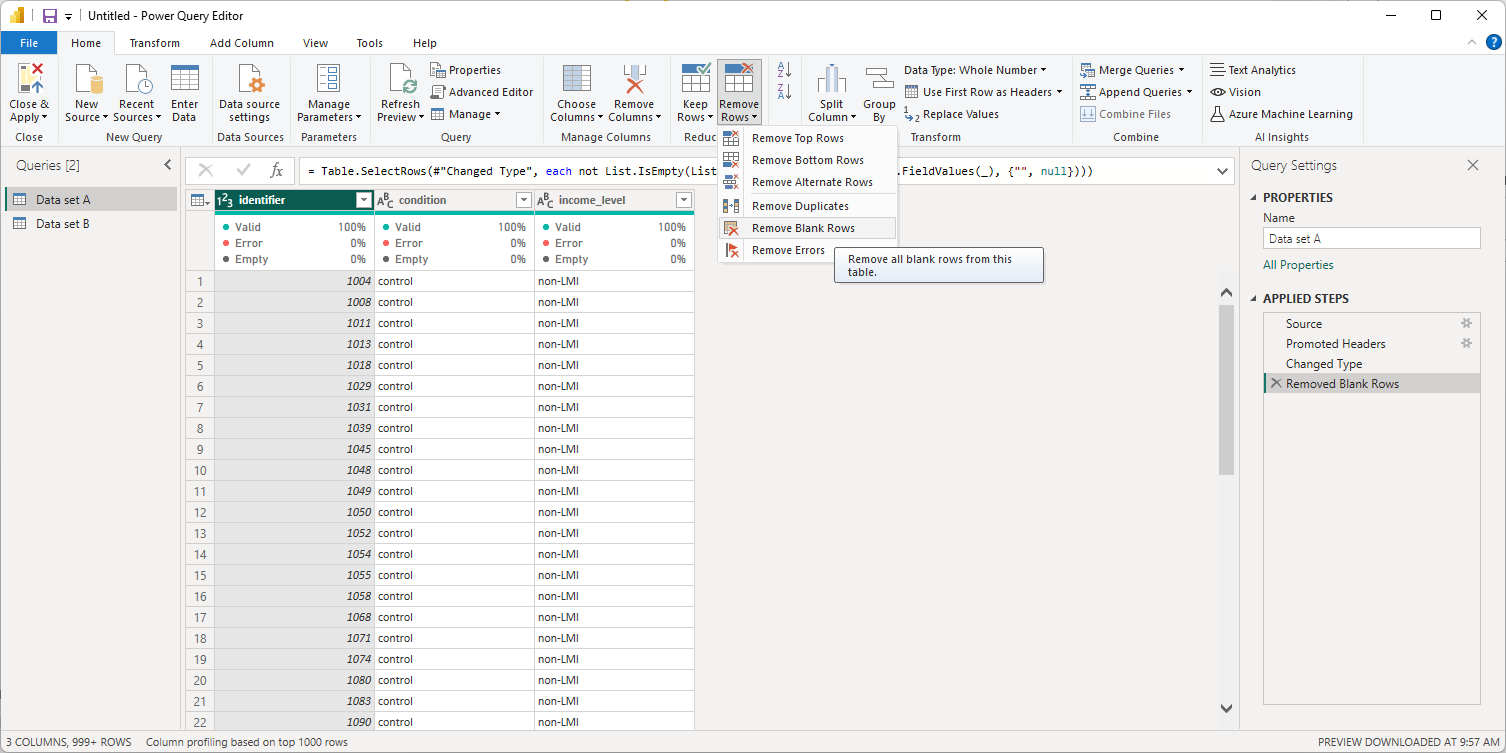 Untitled - Power Query Editor
File Home Transform Add Column View Tools Help
Close & Apply
Close
New Source
Recent Sources
Enter Data
New Query
Data source settings
Data Sources
Manage Parameters
Parameters
Refresh Preview
Properties
Advanced Editor
Manage
Query
Choose Columns
Remove Columns
Manage Columns
Keep Rows
Remove Rows
Reduc
Split Column
Group By
Data Type: Whole Number
Use First Row as Headers
Replace Values
Transform
Merge Queries
Append Queries
Combine Files
Combine
Text Analytics
Vision
Azure Machine Learning
AI Insights
Remove Top Rows
Remove Bottom Rows
Remove Alternate Rows
Remove Duplicates
Remove Blank Rows
Remove Errors
Remove all blank rows from this
table.
Queries [2]
Data set A
Data set B
fx = Table.SelectRows(#"Changed Type", each not List.IsEmpty(List .FieldValues(_), {"", null})))
123 identifier ABC condition ABC income_level
Valid 100% Valid 100% Valid 100%
Error 0% Error 0% Error 0%
Empty 0% Empty 0% Empty 0%
1 1004 control non-LMI
2 1008 control non-LMI
3 1011 control non-LMI
4 1013 control non-LMI
5 1018 control non-LMI
6 1029 control non-LMI
7 1031 control non-LMI
8 1039 control non-LMI
9 1045 control non-LMI
10 1048 control non-LMI
11 1049 control non-LMI
12 1050 control non-LMI
13 1052 control non-LMI
14 1054 control non-LMI
15 1055 control non-LMI
16 1058 control non-LMI
17 1068 control non-LMI
18 1071 control non-LMI
19 1074 control non-LMI
20 1080 control non-LMI
21 1083 control non-LMI
22 1090 control non-LMI
Query Settings
PROPERTIES
Name
Data set A
All Properties
APPLIED STEPS
Source
Promoted Headers
Changed Type
Removed Blank Rows
3 COLUMNS, 999+ ROWS Column profiling based on top 1000 rows
PREVIEW DOWNLOADED AT 9:57 AM